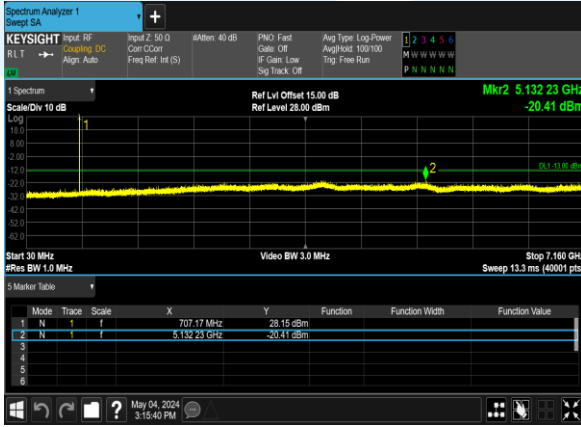 Spectrum Analyzer 1
Swept SA
+
KEYSIGHT Input: RF Input Z: 50 Ω #Atten: 40 dB PNO: Fast Avg Type: Log-Power 1 2 3 4 5 6
RLT Coupling: DC Corr CCorr Gate: Off Avg|Hold: 100/100 M W W W W W
Align: Auto Freq Ref: Int (S) IF Gain: Low Trig: Free Run
Sig Track: Off P N N N N N
1 Spectrum Ref Lvl Offset 15.00 dB Mkr2 5.132 23 GHz
Scale/Div 10 dB Ref Level 28.00 dBm -20.41 dBm
Log
18.0
8.00
-2.00
-12.0
-22.0
-32.0
-42.0
-52.0
-62.0
1
2
DL1 -13.00 dBm
Start 30 MHz Video BW 3.0 MHz Stop 7.160 GHz
#Res BW 1.0 MHz Sweep 13.3 ms (40001 pts
5 Marker Table
Mode Trace Scale X Y Function Function Width Function Value
1 N 1 f 707.17 MHz 28.15 dBm
2 N 1 f 5.132 23 GHz -20.41 dBm
3
4
5
6
? May 04, 2024
3:15:40 PM